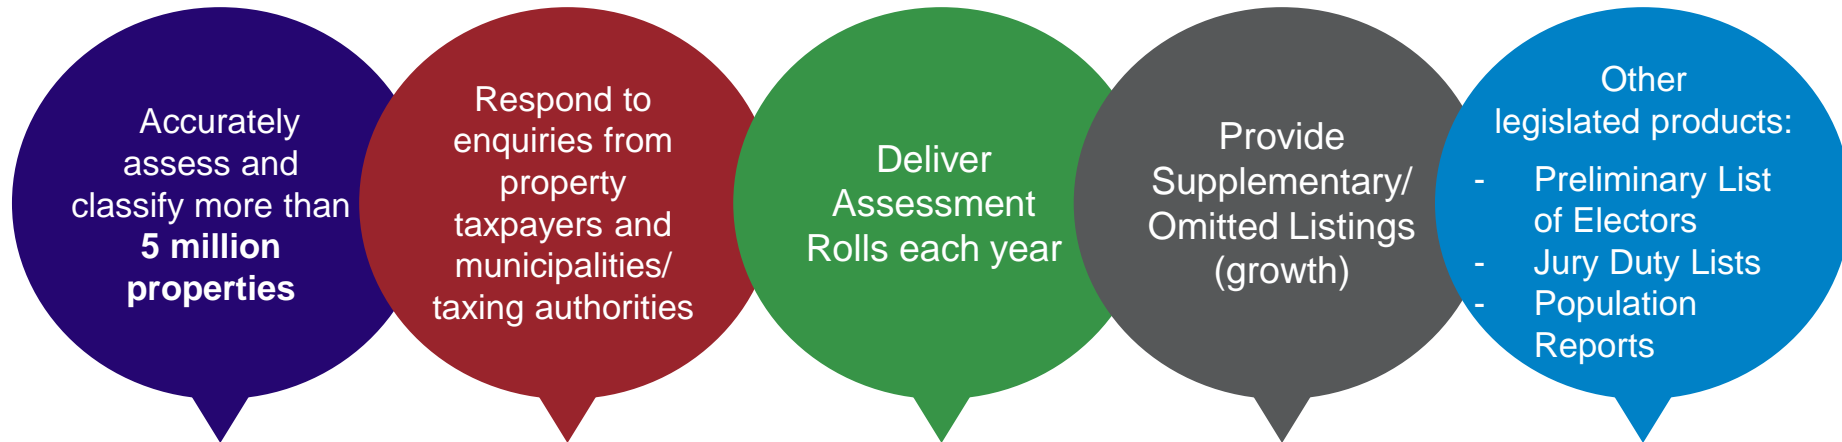 Accurately
assess and
classify more than
5 million
properties
Respond to
enquiries from
property
taxpayers and
municipalities/
taxing authorities
Deliver
Assessment
Rolls each year
Provide
Supplementary/
Omitted Listings
(growth)
Other
legislated products:
- Preliminary List
of Electors
- Jury Duty Lists
- Population
Reports